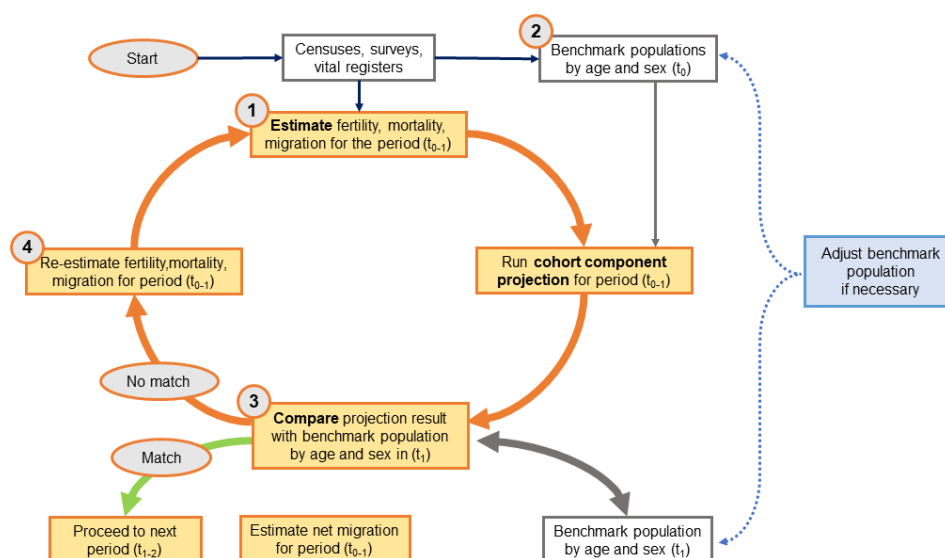 Start
Censuses, surveys,
vital registers
2
Benchmark populations
by age and sex (t0)
1
Estimate fertility, mortality,
migration for the period (t0-1)
4
Re-estimate fertility,mortality,
migration for period (t0-1)
Run cohort component
projection for period (t0-1)
Adjust benchmark
population
if necessary
No match
3
Compare projection result
with benchmark population
by age and sex in (t1)
Match
Proceed to next
period (t1-2)
Estimate net migration
for period (t0-1)
Benchmark population
by age and sex (t1)